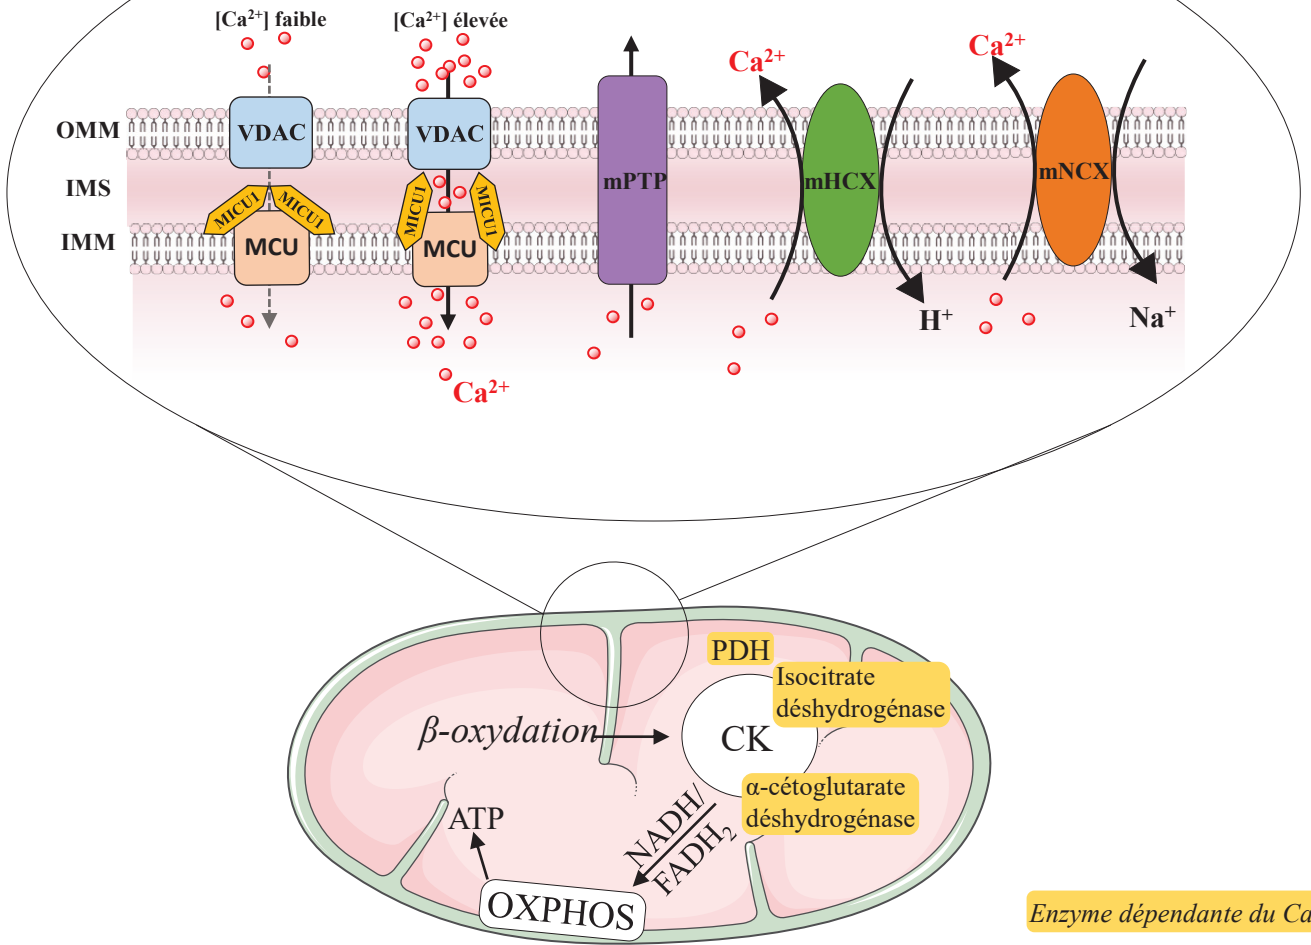 [Ca²⁺] faible
[Ca²⁺] élevée
Ca²⁺
Ca²⁺
OMM
VDAC
VDAC
IMS
MICU1
MICU1
MICU1
MICU1
mPTP
mHCX
mNCX
IMM
MCU
MCU
H⁺
Na⁺
Ca²⁺
PDH
Isocitrate
déshydrogénase
β-oxydation
CK
α-cétoglutarate
déshydrogénase
NADH/
FADH₂
ATP
OXPHOS
Enzyme dépendante du Ca